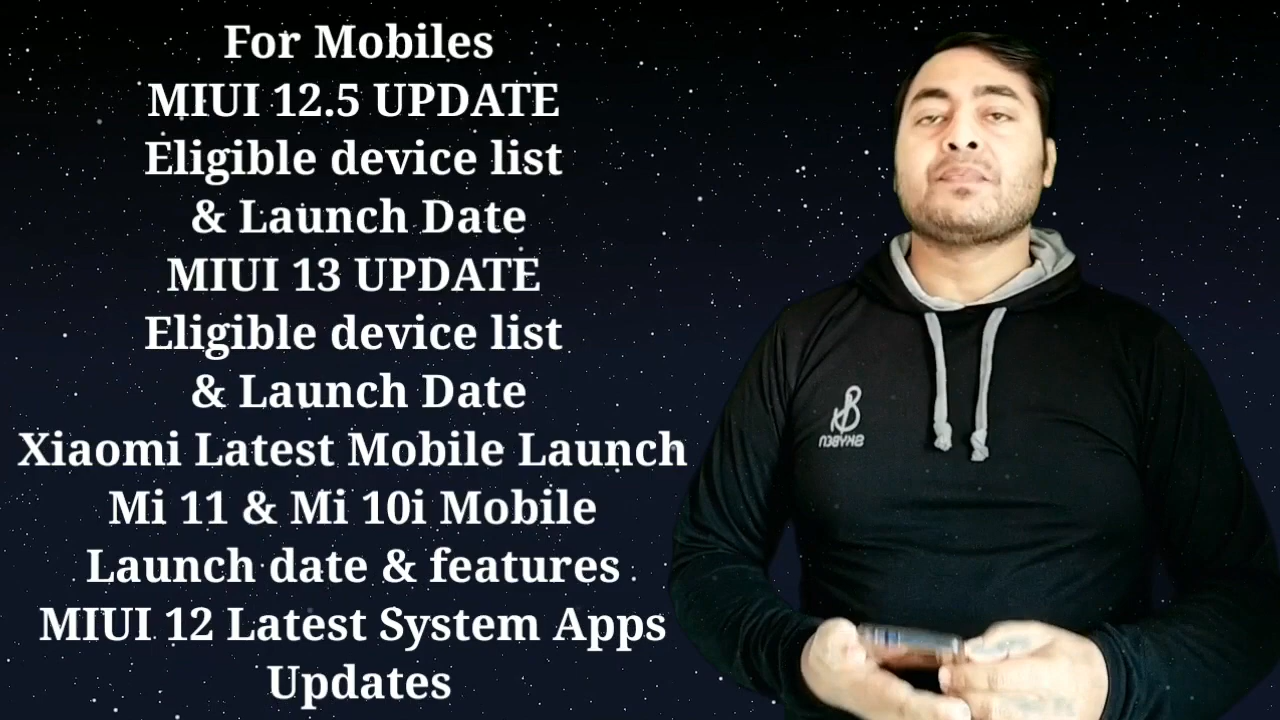 For Mobiles
MIUI 12.5 UPDATE
Eligible device list
& Launch Date
MIUI 13 UPDATE
Eligible device list
& Launch Date
Xiaomi Latest Mobile Launch
Mi 11 & Mi 10i Mobile
Launch date & features
MIUI 12 Latest System Apps
Updates
SKYBEN